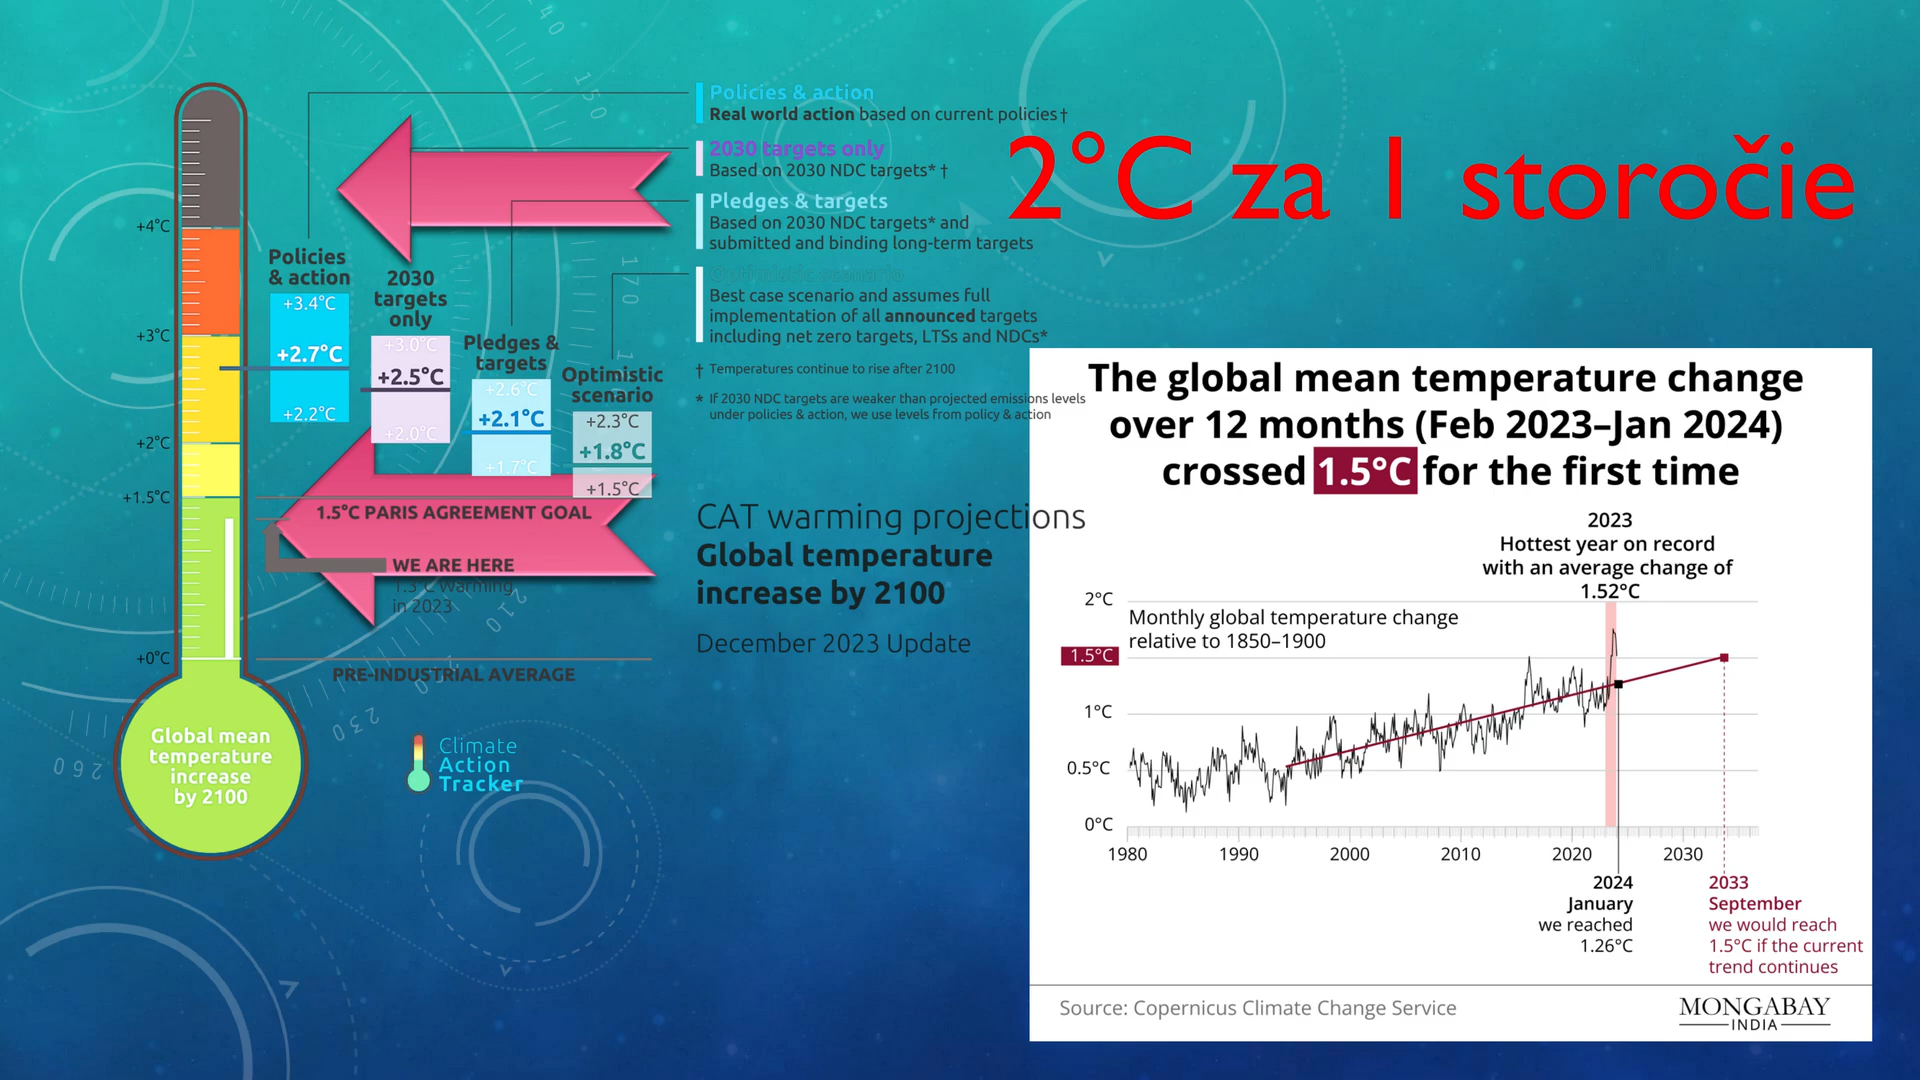 2°C za 1 storočie
+4°C
+3°C
+2°C
+1.5°C
+0°C
Global mean
temperature
increase
by 2100
Policies
& action
+3.4°C
+2.7°C
+2.2°C
2030
targets
only
+3.0°C
+2.5°C
+2.0°C
Pledges &
targets
+2.6°C
+2.1°C
+1.7°C
Optimistic
scenario
+2.3°C
+1.8°C
+1.5°C
1.5°C PARIS AGREEMENT GOAL
WE ARE HERE
1.3°C warming
in 2023
PRE-INDUSTRIAL AVERAGE
Climate
Action
Tracker
Policies & action
Real world action based on current policies†
2030 targets only
Based on 2030 NDC targets* †
Pledges & targets
Based on 2030 NDC targets* and
submitted and binding long-term targets
Optimistic scenario
Best case scenario and assumes full
implementation of all announced targets
including net zero targets, LTSs and NDCs*
† Temperatures continue to rise after 2100
* If 2030 NDC targets are weaker than projected emissions levels
under policies & action, we use levels from policy & action
CAT warming projections
Global temperature
increase by 2100
December 2023 Update
The global mean temperature change
over 12 months (Feb 2023–Jan 2024)
crossed 1.5°C for the first time
2023
Hottest year on record
with an average change of
1.52°C
Monthly global temperature change
relative to 1850–1900
2°C
1.5°C
1°C
0.5°C
0°C
1980 1990 2000 2010 2020 2030
2024
January
we reached
1.26°C
2033
September
we would reach
1.5°C if the current
trend continues
Source: Copernicus Climate Change Service
MONGABAY
INDIA
150
170
210
230
260